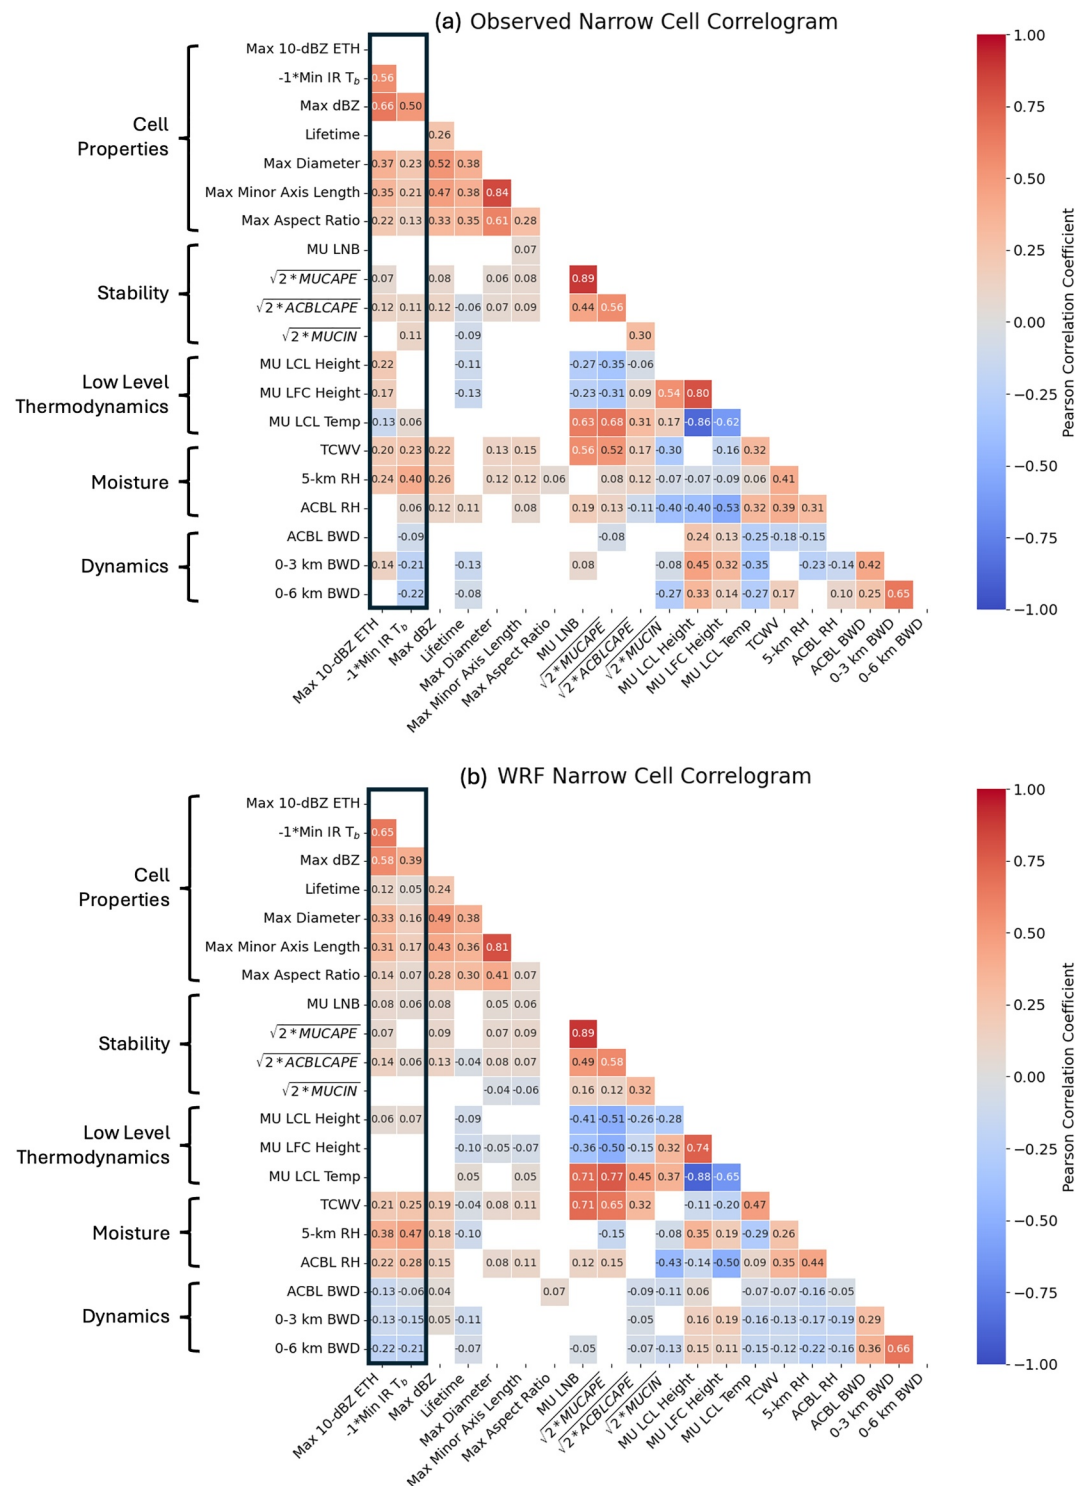 (a) Observed Narrow Cell Correlogram
Cell
Properties
Stability
Low Level
Thermodynamics
Moisture
Dynamics
Max 10-dBZ ETH
-1*Min IR T_b 0.56
Max dBZ 0.66 0.50
Lifetime 0.26
Max Diameter 0.37 0.23 0.52 0.38
Max Minor Axis Length 0.35 0.21 0.47 0.38 0.84
Max Aspect Ratio 0.22 0.13 0.33 0.35 0.61 0.28
MU LNB 0.07
√2*MUCAPE 0.07 0.08 0.06 0.08 0.89
√2*ACBLCAPE 0.12 0.11 0.12 -0.06 0.07 0.09 0.44 0.56
√2*MUCIN 0.11 -0.09 0.30
MU LCL Height 0.22 -0.11 -0.27 -0.35 -0.06
MU LFC Height 0.17 -0.13 -0.23 -0.31 0.09 0.54 0.80
MU LCL Temp -0.13 0.06 0.63 0.68 0.31 0.17 -0.86 -0.62
TCWV 0.20 0.23 0.22 0.13 0.15 0.56 0.52 0.17 -0.30 -0.16 0.32
5-km RH 0.24 0.40 0.26 0.12 0.12 0.06 0.08 0.12 -0.07 -0.07 -0.09 0.06 0.41
ACBL RH 0.06 0.12 0.11 0.08 0.19 0.13 -0.11 -0.40 -0.40 -0.53 0.32 0.39 0.31
ACBL BWD -0.09 -0.08 0.24 0.13 -0.25 -0.18 -0.15
0-3 km BWD 0.14 -0.21 -0.13 0.08 -0.08 0.45 0.32 -0.35 -0.23 -0.14 0.42
0-6 km BWD -0.22 -0.08 -0.27 0.33 0.14 -0.27 0.17 0.10 0.25 0.65
Max 10-dBZ ETH
-1*Min IR T_b
Max dBZ
Lifetime
Max Diameter
Max Minor Axis Length
Max Aspect Ratio
MU LNB
√2*MUCAPE
√2*ACBLCAPE
√2*MUCIN
MU LCL Height
MU LFC Height
MU LCL Temp
TCWV
5-km RH
ACBL RH
ACBL BWD
0-3 km BWD
0-6 km BWD
1.00
0.75
0.50
0.25
0.00
−0.25
−0.50
−0.75
−1.00
Pearson Correlation Coefficient
(b) WRF Narrow Cell Correlogram
Cell
Properties
Stability
Low Level
Thermodynamics
Moisture
Dynamics
Max 10-dBZ ETH
-1*Min IR T_b 0.65
Max dBZ 0.58 0.39
Lifetime 0.12 0.05 0.24
Max Diameter 0.33 0.16 0.49 0.38
Max Minor Axis Length 0.31 0.17 0.43 0.36 0.81
Max Aspect Ratio 0.14 0.07 0.28 0.30 0.41 0.07
MU LNB 0.08 0.06 0.08 0.05 0.06
√2*MUCAPE 0.07 0.09 0.07 0.09 0.89
√2*ACBLCAPE 0.14 0.06 0.13 -0.04 0.08 0.07 0.49 0.58
√2*MUCIN -0.04 -0.06 0.16 0.12 0.32
MU LCL Height 0.06 0.07 -0.09 -0.41 -0.51 -0.26 -0.28
MU LFC Height -0.10 -0.05 -0.07 -0.36 -0.50 -0.15 0.32 0.74
MU LCL Temp 0.05 0.05 0.71 0.77 0.45 0.37 -0.88 -0.65
TCWV 0.21 0.25 0.19 -0.04 0.08 0.11 0.71 0.65 0.32 -0.11 -0.20 0.47
5-km RH 0.38 0.47 0.18 -0.10 -0.15 -0.08 0.35 0.19 -0.29 0.26
ACBL RH 0.22 0.28 0.15 0.08 0.11 0.12 0.15 -0.43 -0.14 -0.50 0.09 0.35 0.44
ACBL BWD -0.13 -0.06 0.04 0.07 -0.09 -0.11 0.06 -0.07 -0.07 -0.16 -0.05
0-3 km BWD -0.13 -0.15 0.05 -0.11 -0.05 0.16 0.19 -0.16 -0.13 -0.17 -0.19 0.29
0-6 km BWD -0.22 -0.21 -0.07 -0.05 -0.07 -0.13 0.15 0.11 -0.15 -0.12 -0.22 -0.16 0.36 0.66
Max 10-dBZ ETH
-1*Min IR T_b
Max dBZ
Lifetime
Max Diameter
Max Minor Axis Length
Max Aspect Ratio
MU LNB
√2*MUCAPE
√2*ACBLCAPE
√2*MUCIN
MU LCL Height
MU LFC Height
MU LCL Temp
TCWV
5-km RH
ACBL RH
ACBL BWD
0-3 km BWD
0-6 km BWD
1.00
0.75
0.50
0.25
0.00
−0.25
−0.50
−0.75
−1.00
Pearson Correlation Coefficient